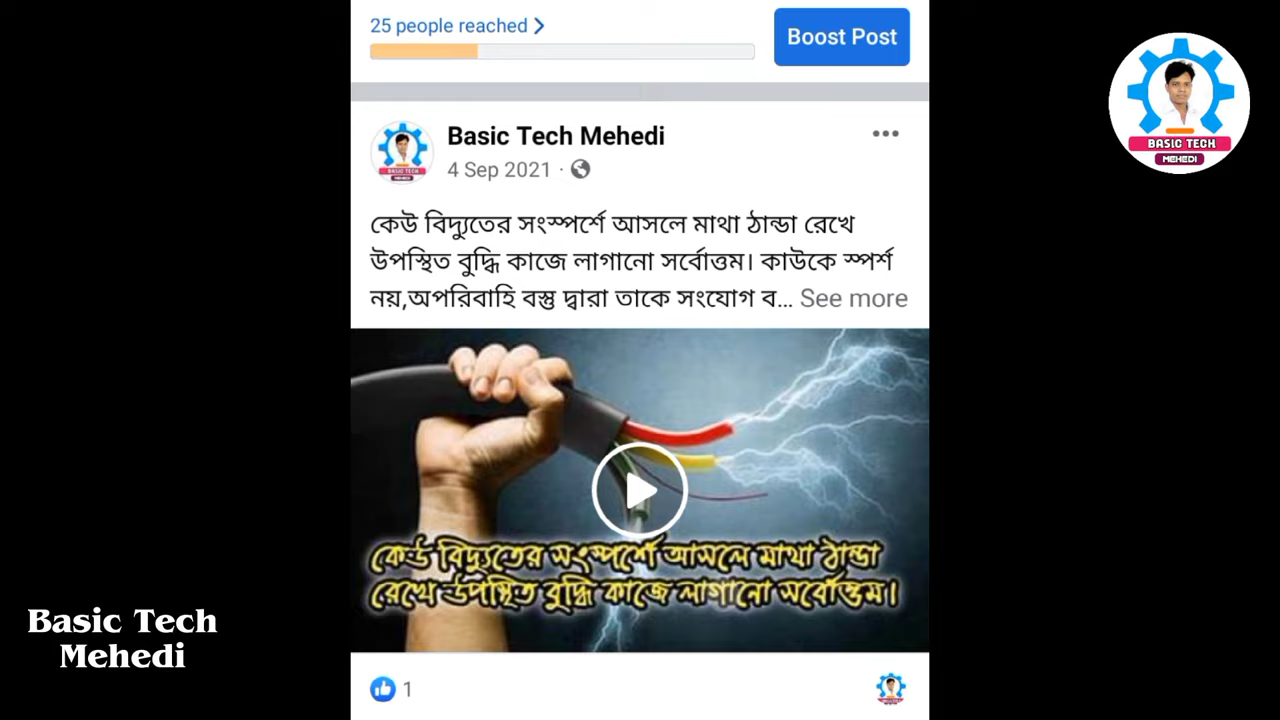 25 people reached
Boost Post
Basic Tech Mehedi
4 Sep 2021 ·
কেউ বিদ্যুতের সংস্পর্শে আসলে মাথা ঠান্ডা রেখে
উপস্থিত বুদ্ধি কাজে লাগানো সর্বোত্তম। কাউকে স্পর্শ
নয়,অপরিবাহি বস্তু দ্বারা তাকে সংযোগ ব... See more
কেউ বিদ্যুতের সংস্পর্শে আসলে মাথা ঠান্ডা
রেখে উপস্থিত বুদ্ধি কাজে লাগানো সর্বোত্তম।
1
BASIC TECH
MEHEDI
Basic Tech
Mehedi